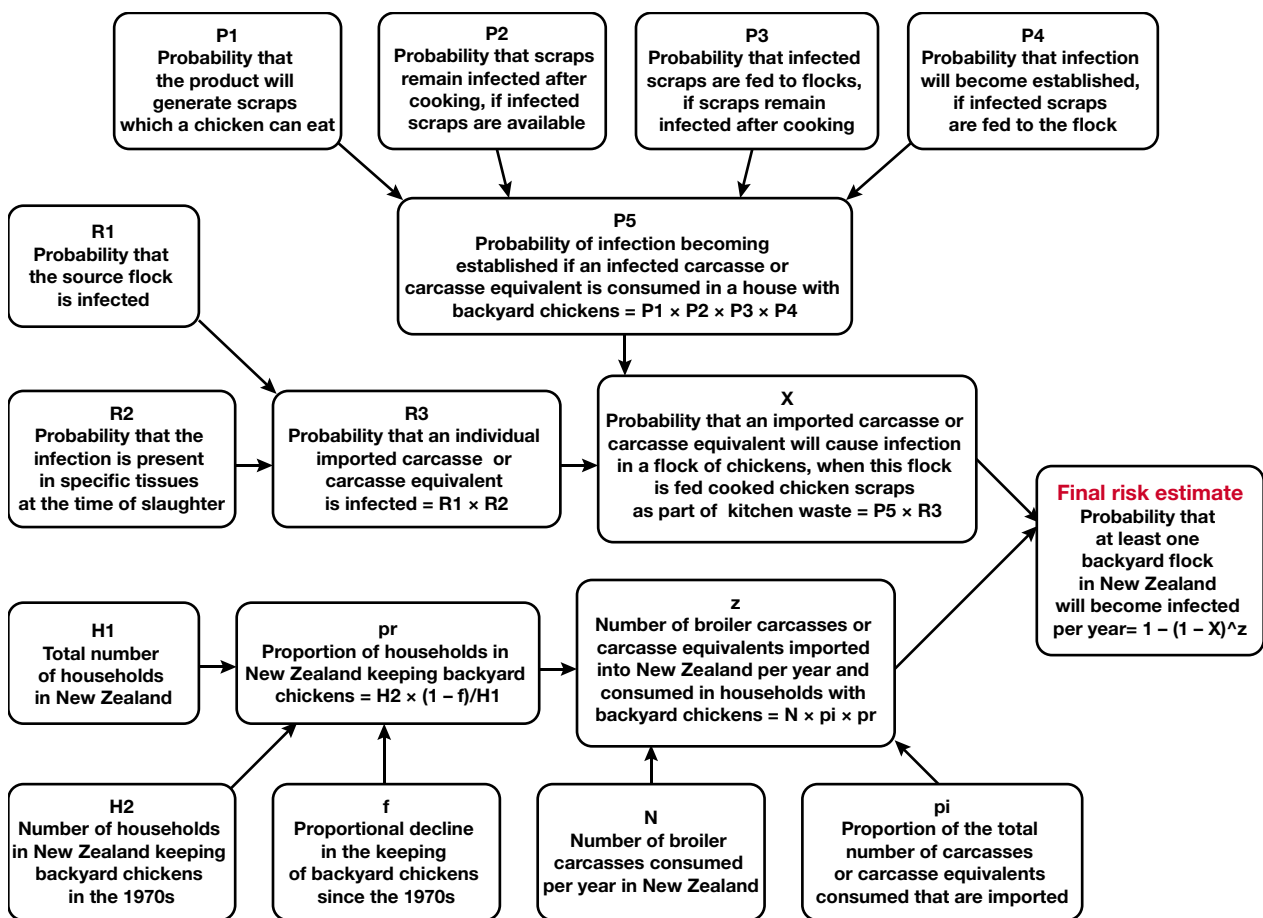 P1
Probability that
the product will
generate scraps
which a chicken can eat
P2
Probability that scraps
remain infected after
cooking, if infected
scraps are available
P3
Probability that infected
scraps are fed to flocks,
if scraps remain
infected after cooking
P4
Probability that infection
will become established,
if infected scraps
are fed to the flock
P5
Probability of infection becoming
established if an infected carcasse or
carcasse equivalent is consumed in a house with
backyard chickens = P1 × P2 × P3 × P4
R1
Probability that
the source flock
is infected
R2
Probability that the
infection is present
in specific tissues
at the time of slaughter
R3
Probability that an individual
imported carcasse or
carcasse equivalent
is infected = R1 × R2
X
Probability that an imported carcasse or
carcasse equivalent will cause infection
in a flock of chickens, when this flock
is fed cooked chicken scraps
as part of kitchen waste = P5 × R3
Final risk estimate
Probability that
at least one
backyard flock
in New Zealand
will become infected
per year= 1 – (1 – X)^z
H1
Total number
of households
in New Zealand
pr
Proportion of households in
New Zealand keeping backyard
chickens = H2 × (1 – f)/H1
z
Number of broiler carcasses or
carcasse equivalents imported
into New Zealand per year and
consumed in households with
backyard chickens = N × pi × pr
H2
Number of households
in New Zealand keeping
backyard chickens
in the 1970s
f
Proportional decline
in the keeping
of backyard chickens
since the 1970s
N
Number of broiler
carcasses consumed
per year in New Zealand
pi
Proportion of the total
number of carcasses
or carcasse equivalents
consumed that are imported